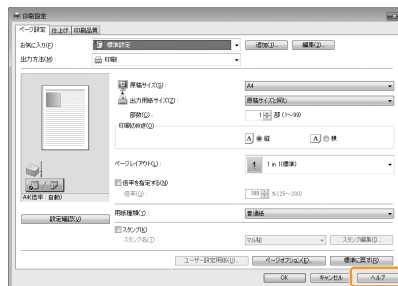 印刷設定
ページ設定 仕上げ 印刷品質
お気に入り(F): 標準設定 追加(1)... 編集(2)...
出力方法(M): 印刷
原稿サイズ(S): A4
出力用紙サイズ(Z): 原稿サイズと同じ
部数(C): 1 部 (1~99)
印刷の向き(O)
A 縦 A 横
ページレイアウト(L): 1 1 in 1(標準)
倍率を指定する(N)
倍率(G): 100 % (25~200)
A4(倍率: 自動)
設定確認(V)
用紙種類(Y): 普通紙
スタンプ(K)
スタンプ名(T): マル秘 スタンプ編集(I)...
ユーザー設定用紙(U)... ページオプション(E)... 標準に戻す(R)
OK キャンセル ヘルプ